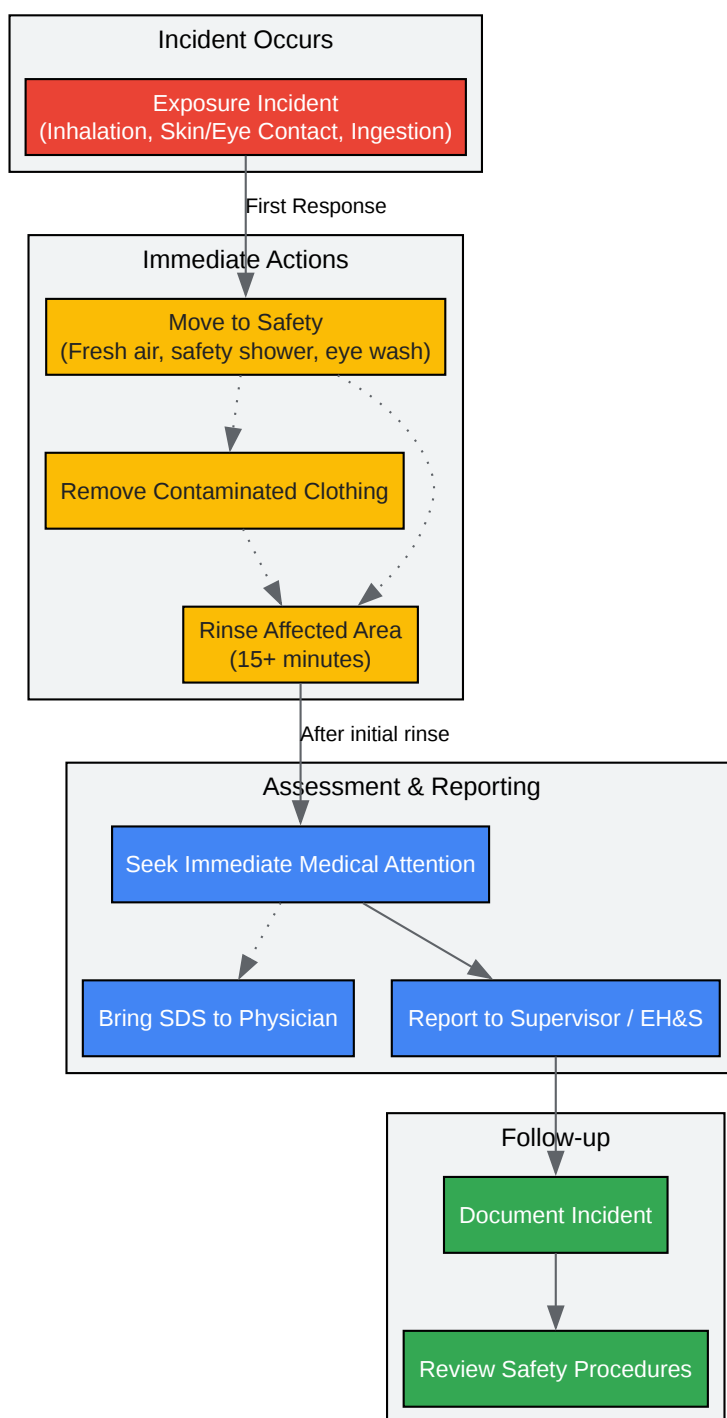 Incident Occurs
Exposure Incident
(Inhalation, Skin/Eye Contact, Ingestion)
First Response
Immediate Actions
Move to Safety
(Fresh air, safety shower, eye wash)
Remove Contaminated Clothing
Rinse Affected Area
(15+ minutes)
After initial rinse
Assessment & Reporting
Seek Immediate Medical Attention
Bring SDS to Physician
Report to Supervisor / EH&S
Follow-up
Document Incident
Review Safety Procedures